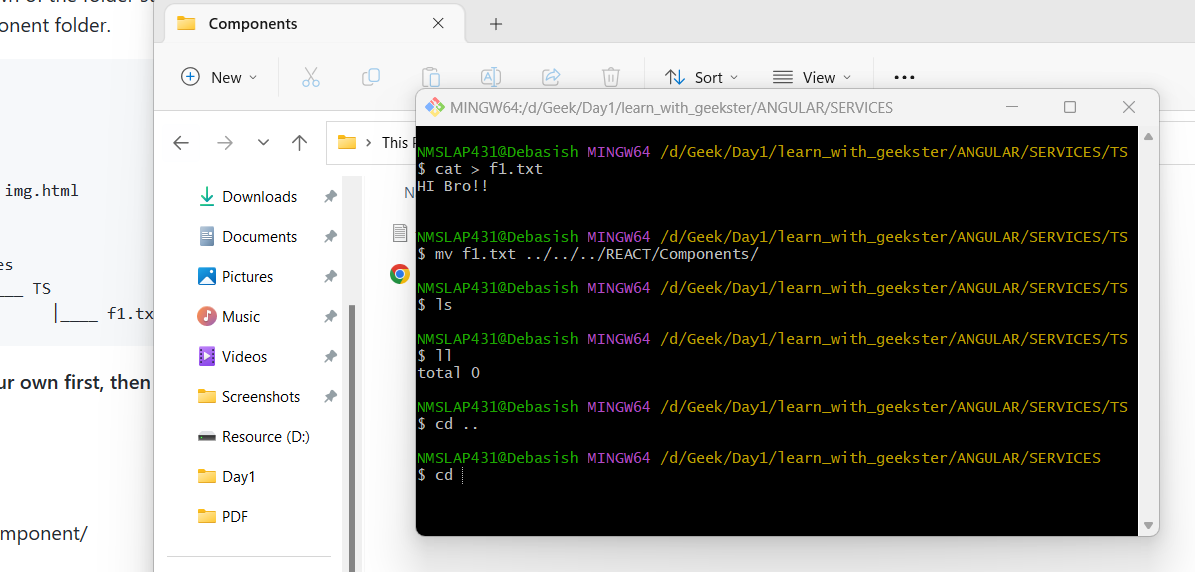 onent folder.
img.html
es
___ TS
|____ f1.tx
ur own first, then
mponent/
Components
New
Sort
View
This
Downloads
Documents
Pictures
Music
Videos
Screenshots
Resource (D:)
Day1
PDF
N
MINGW64:/d/Geek/Day1/learn_with_geekster/ANGULAR/SERVICES
NMSLAP431@Debasish MINGW64 /d/Geek/Day1/learn_with_geekster/ANGULAR/SERVICES/TS
$ cat > f1.txt
HI Bro!!
NMSLAP431@Debasish MINGW64 /d/Geek/Day1/learn_with_geekster/ANGULAR/SERVICES/TS
$ mv f1.txt ../../../REACT/Components/
NMSLAP431@Debasish MINGW64 /d/Geek/Day1/learn_with_geekster/ANGULAR/SERVICES/TS
$ ls
NMSLAP431@Debasish MINGW64 /d/Geek/Day1/learn_with_geekster/ANGULAR/SERVICES/TS
$ ll
total 0
NMSLAP431@Debasish MINGW64 /d/Geek/Day1/learn_with_geekster/ANGULAR/SERVICES/TS
$ cd ..
NMSLAP431@Debasish MINGW64 /d/Geek/Day1/learn_with_geekster/ANGULAR/SERVICES
$ cd